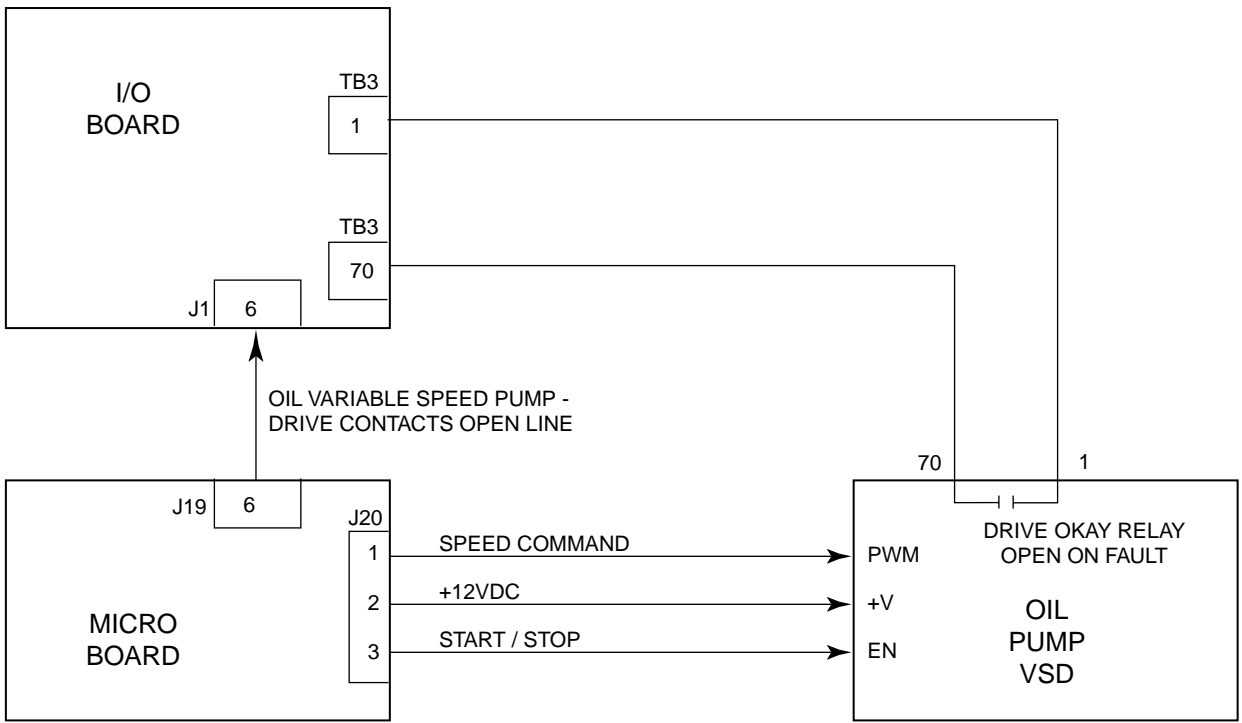 I/O
BOARD
TB3
1
TB3
70
J1
6
OIL VARIABLE SPEED PUMP -
DRIVE CONTACTS OPEN LINE
J19
6
MICRO
BOARD
J20
1
2
3
SPEED COMMAND
+12VDC
START / STOP
70
1
DRIVE OKAY RELAY
OPEN ON FAULT
PWM
+V
EN
OIL
PUMP
VSD